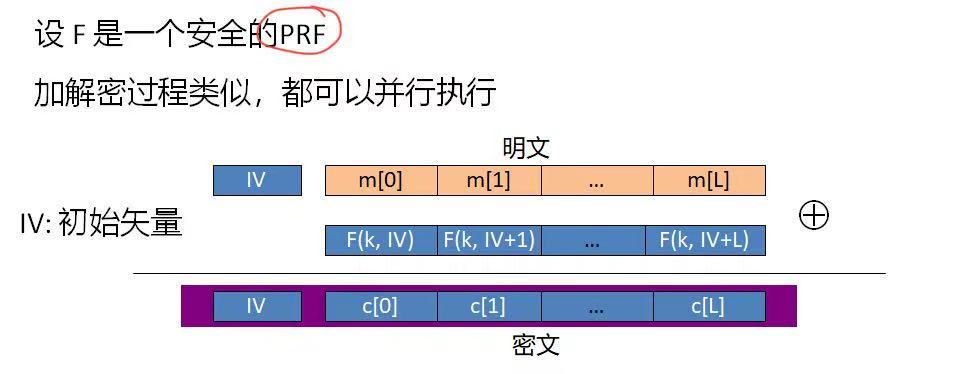 设 F 是一个安全的PRF
加解密过程类似，都可以并行执行
明文
IV m[0] m[1] ... m[L]
IV: 初始矢量 ⊕
F(k, IV) F(k, IV+1) ... F(k, IV+L)
IV c[0] c[1] ... c[L]
密文